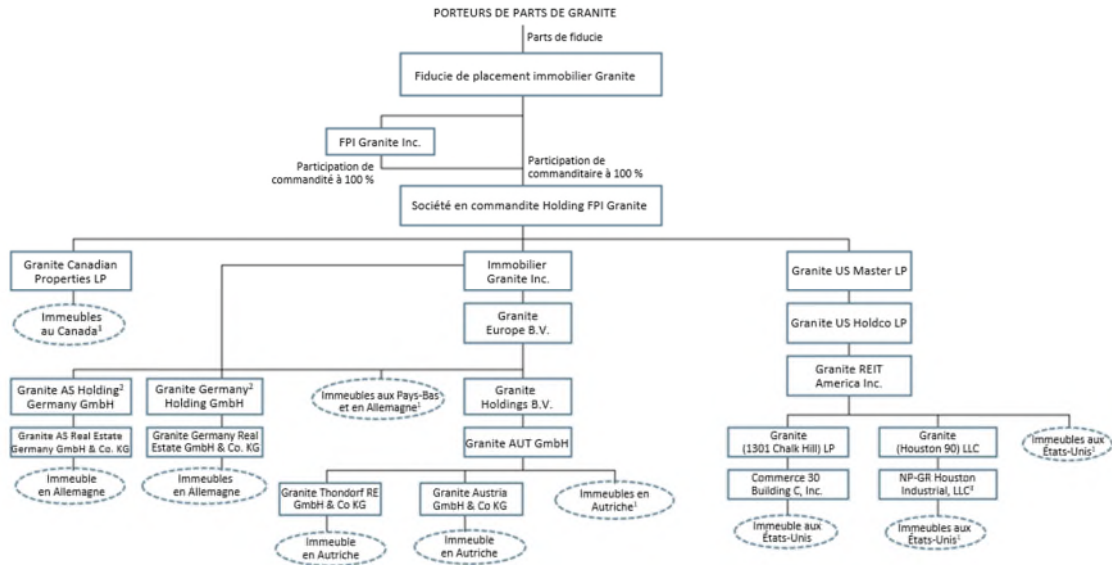 PORTEURS DE PARTS DE GRANITE
Parts de fiducie
Fiducie de placement immobilier Granite
FPI Granite Inc.
Participation de
commandité à 100 %
Participation de
commanditaire à 100 %
Société en commandite Holding FPI Granite
Granite Canadian
Properties LP
Immobilier
Granite Inc.
Granite US Master LP
Immeubles
au Canada¹
Granite
Europe B.V.
Granite US Holdco LP
Granite REIT
America Inc.
Granite AS Holding²
Germany GmbH
Granite Germany²
Holding GmbH
Immeubles aux Pays-Bas
et en Allemagne¹
Granite
Holdings B.V.
Granite AS Real Estate
Germany GmbH & Co. KG
Granite Germany Real
Estate GmbH & Co. KG
Granite AUT GmbH
Granite
(1301 Chalk Hill) LP
Granite
(Houston 90) LLC
Immeubles aux
États-Unis¹
Immeuble
en Allemagne
Immeubles
en Allemagne
Granite Thondorf RE
GmbH & Co KG
Granite Austria
GmbH & Co KG
Immeubles en
Autriche¹
Commerce 30
Building C, Inc.
NP-GR Houston
Industrial, LLC³
Immeuble
en Autriche
Immeuble
en Autriche
Immeuble aux
États-Unis
Immeubles aux
États-Unis¹